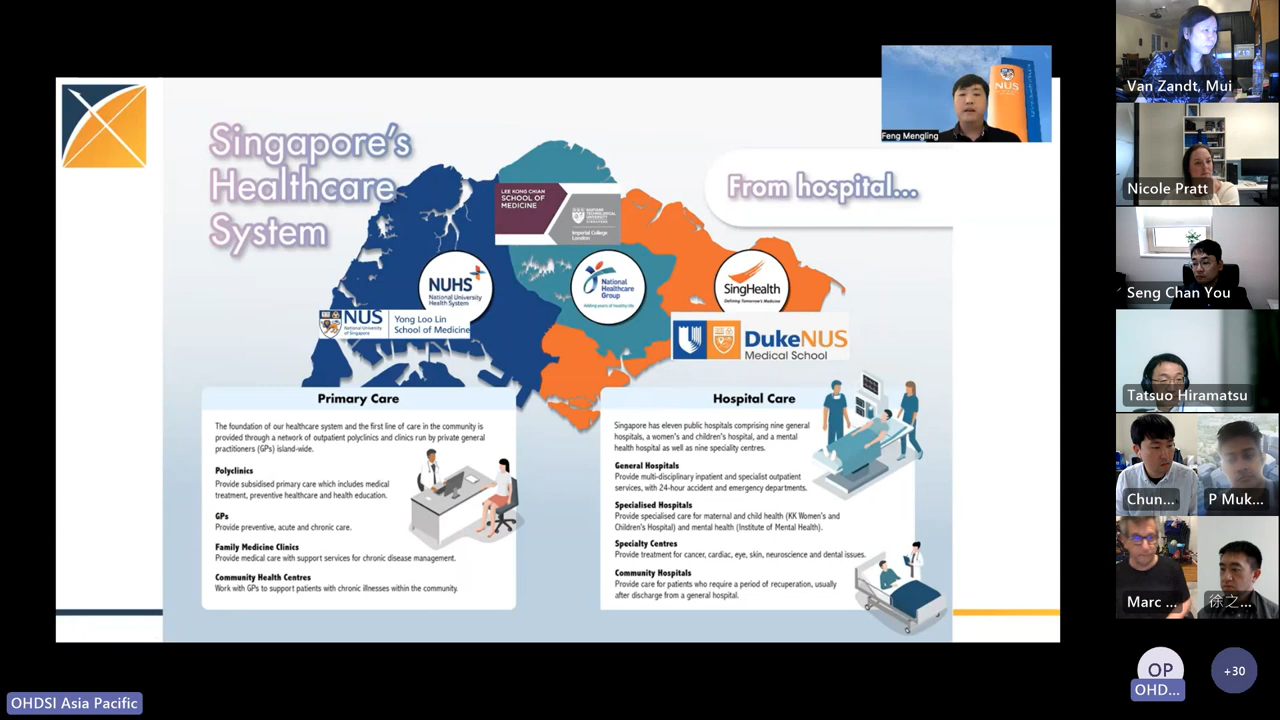 Singapore's
Healthcare
System
From hospital...
NUS
Feng Mengling
LEE KONG CHIAN
SCHOOL OF
MEDICINE
NANYANG
TECHNOLOGICAL
UNIVERSITY
SINGAPORE
Imperial College
London
NUHS
National University
Health System
National
Healthcare
Group
Adding years of healthy life
SingHealth
Defining Tomorrow's Medicine
NUS
National University
of Singapore
Yong Loo Lin
School of Medicine
DukeNUS
Medical School
Primary Care
The foundation of our healthcare system and the first line of care in the community is
provided through a network of outpatient polyclinics and clinics run by private general
practitioners (GPs) island-wide.
Polyclinics
Provide subsidised primary care which includes medical
treatment, preventive healthcare and health education.
GPs
Provide preventive, acute and chronic care.
Family Medicine Clinics
Provide medical care with support services for chronic disease management.
Community Health Centres
Work with GPs to support patients with chronic illnesses within the community.
Hospital Care
Singapore has eleven public hospitals comprising nine general
hospitals, a women's and children's hospital, and a mental
health hospital as well as nine speciality centres.
General Hospitals
Provide multi-disciplinary inpatient and specialist outpatient
services, with 24-hour accident and emergency departments.
Specialised Hospitals
Provide specialised care for maternal and child health (KK Women's and
Children's Hospital) and mental health (Institute of Mental Health).
Specialty Centres
Provide treatment for cancer, cardiac, eye, skin, neuroscience and dental issues.
Community Hospitals
Provide care for patients who require a period of recuperation, usually
after discharge from a general hospital.
Van Zandt, Mui
Nicole Pratt
Seng Chan You
Tatsuo Hiramatsu
Chun...
P Muk...
Marc ...
徐之...
OP
OHD...
+30
OHDSI Asia Pacific